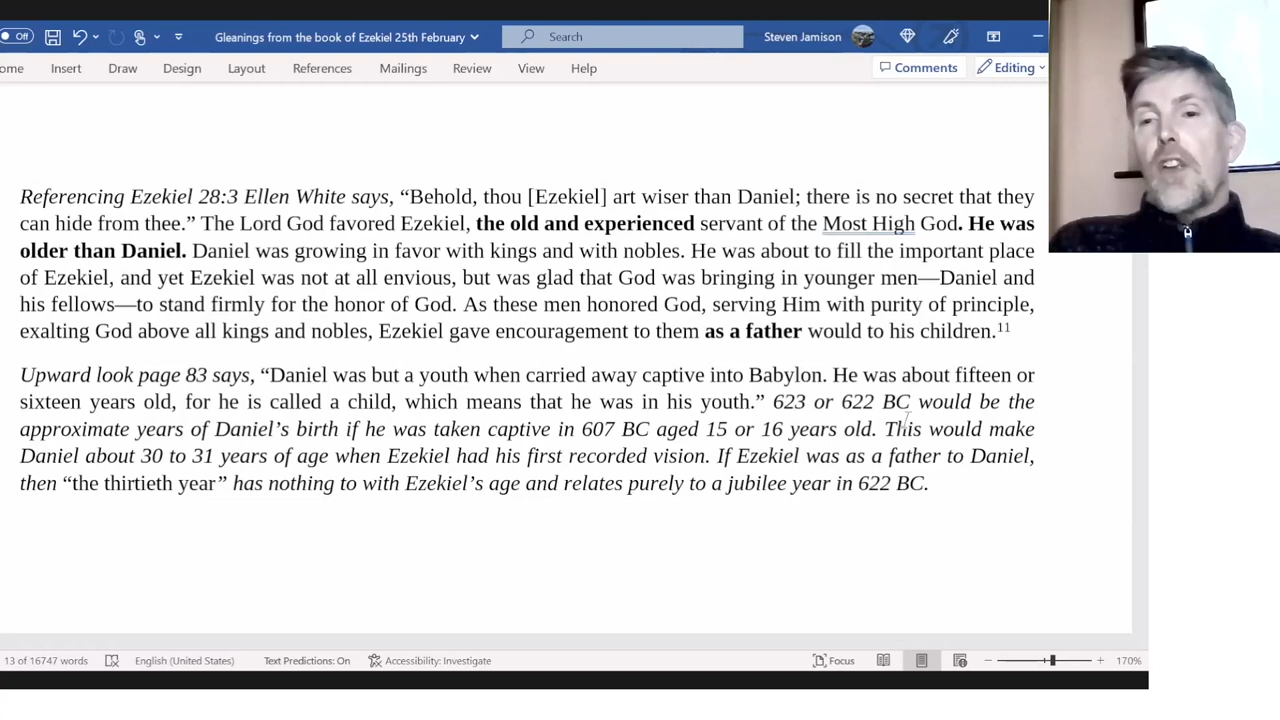 Off
Gleanings from the book of Ezekiel 25th February
Search
Steven Jamison
ome Insert Draw Design Layout References Mailings Review View Help
Comments
Editing
Referencing Ezekiel 28:3 Ellen White says, “Behold, thou [Ezekiel] art wiser than Daniel; there is no secret that they
can hide from thee.” The Lord God favored Ezekiel, the old and experienced servant of the Most High God. He was
older than Daniel. Daniel was growing in favor with kings and with nobles. He was about to fill the important place
of Ezekiel, and yet Ezekiel was not at all envious, but was glad that God was bringing in younger men—Daniel and
his fellows—to stand firmly for the honor of God. As these men honored God, serving Him with purity of principle,
exalting God above all kings and nobles, Ezekiel gave encouragement to them as a father would to his children.¹¹
Upward look page 83 says, “Daniel was but a youth when carried away captive into Babylon. He was about fifteen or
sixteen years old, for he is called a child, which means that he was in his youth.” 623 or 622 BC would be the
approximate years of Daniel’s birth if he was taken captive in 607 BC aged 15 or 16 years old. This would make
Daniel about 30 to 31 years of age when Ezekiel had his first recorded vision. If Ezekiel was as a father to Daniel,
then “the thirtieth year” has nothing to with Ezekiel’s age and relates purely to a jubilee year in 622 BC.
13 of 16747 words
English (United States)
Text Predictions: On
Accessibility: Investigate
Focus
170%